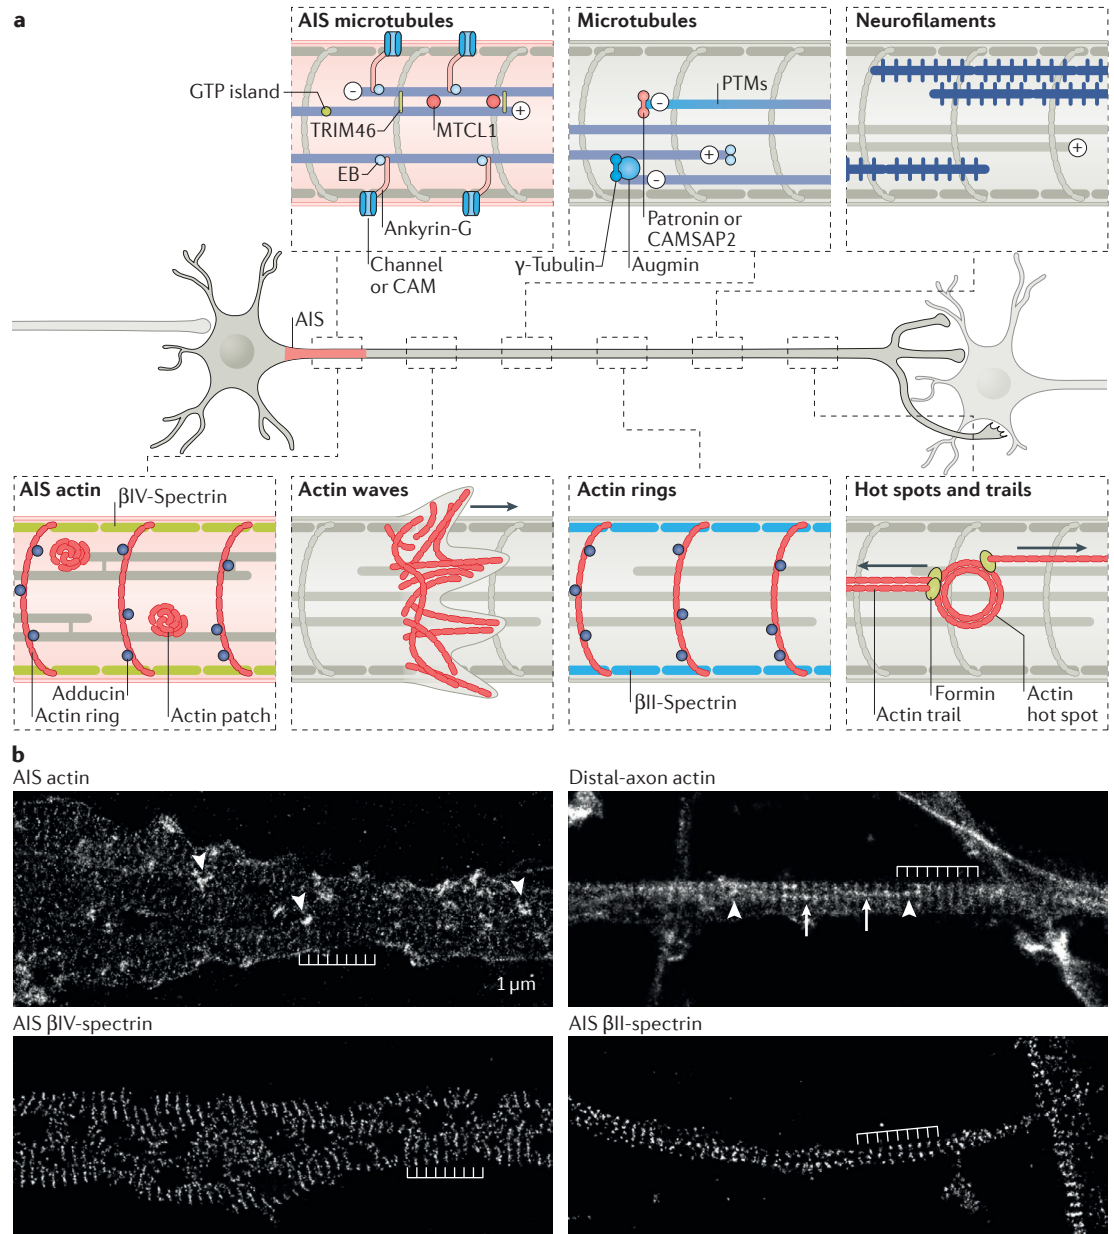 a
AIS microtubules
Microtubules
Neurofilaments
GTP island
PTMs
−
−
+
TRIM46
MTCL1
+
+
EB
−
Ankyrin-G
Patronin or
CAMSAP2
Channel
or CAM
γ-Tubulin
Augmin
AIS
AIS actin
Actin waves
Actin rings
Hot spots and trails
βIV-Spectrin
Adducin
Actin ring
Actin patch
βII-Spectrin
Formin
Actin trail
Actin
hot spot
b
AIS actin
Distal-axon actin
1 μm
AIS βIV-spectrin
AIS βII-spectrin